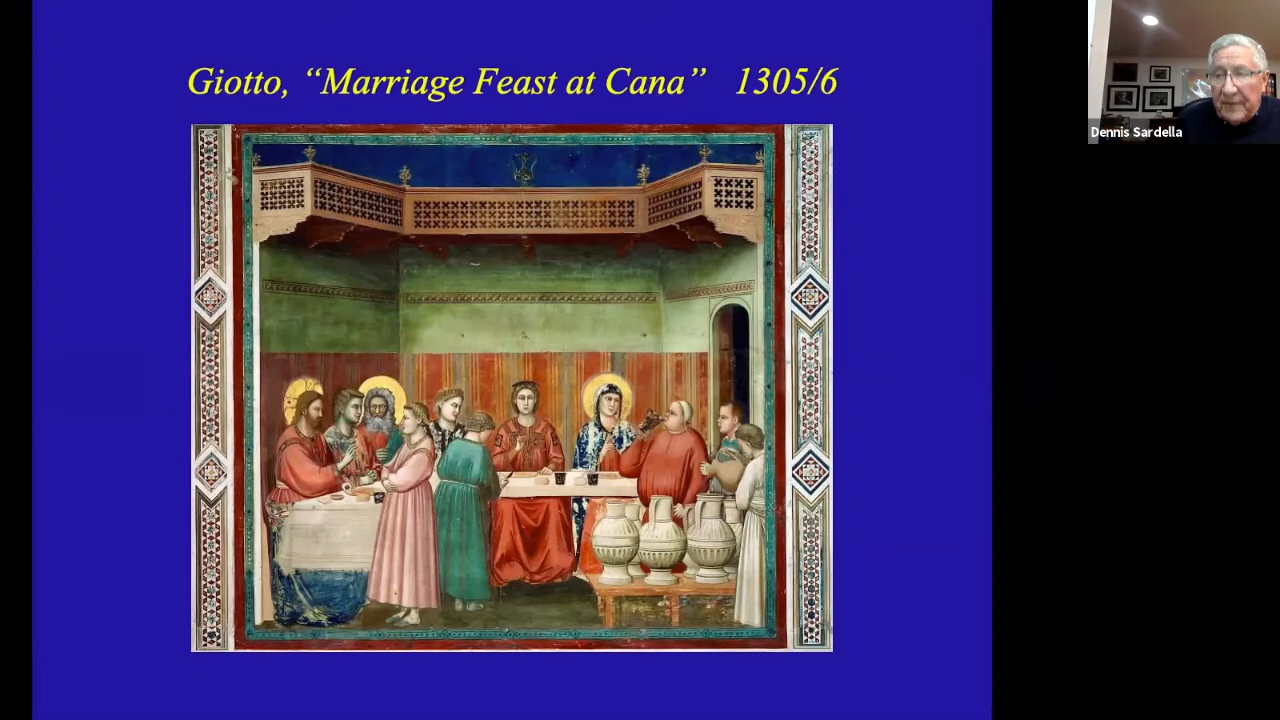 Giotto, “Marriage Feast at Cana” 1305/6
Dennis Sardella